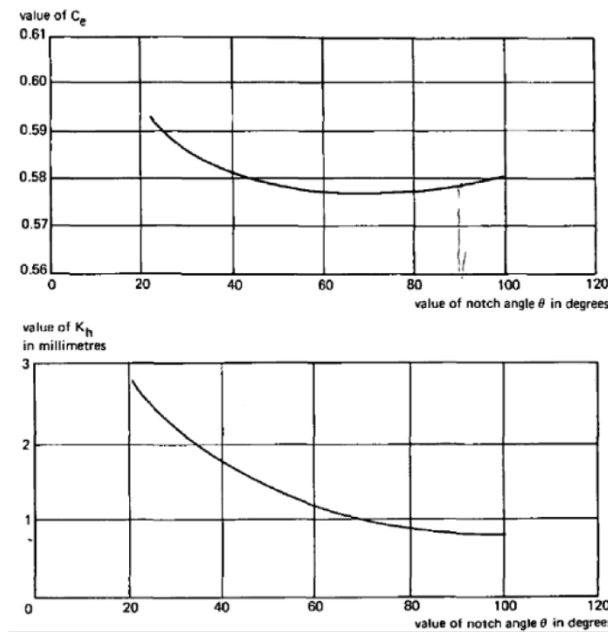 value of Ce
0.61
0.60
0.59
0.58
0.57
0.56
0 20 40 60 80 100 120
value of notch angle θ in degrees
value of Kh
in millimetres
3
2
1
0 20 40 60 80 100 120
value of notch angle θ in degrees